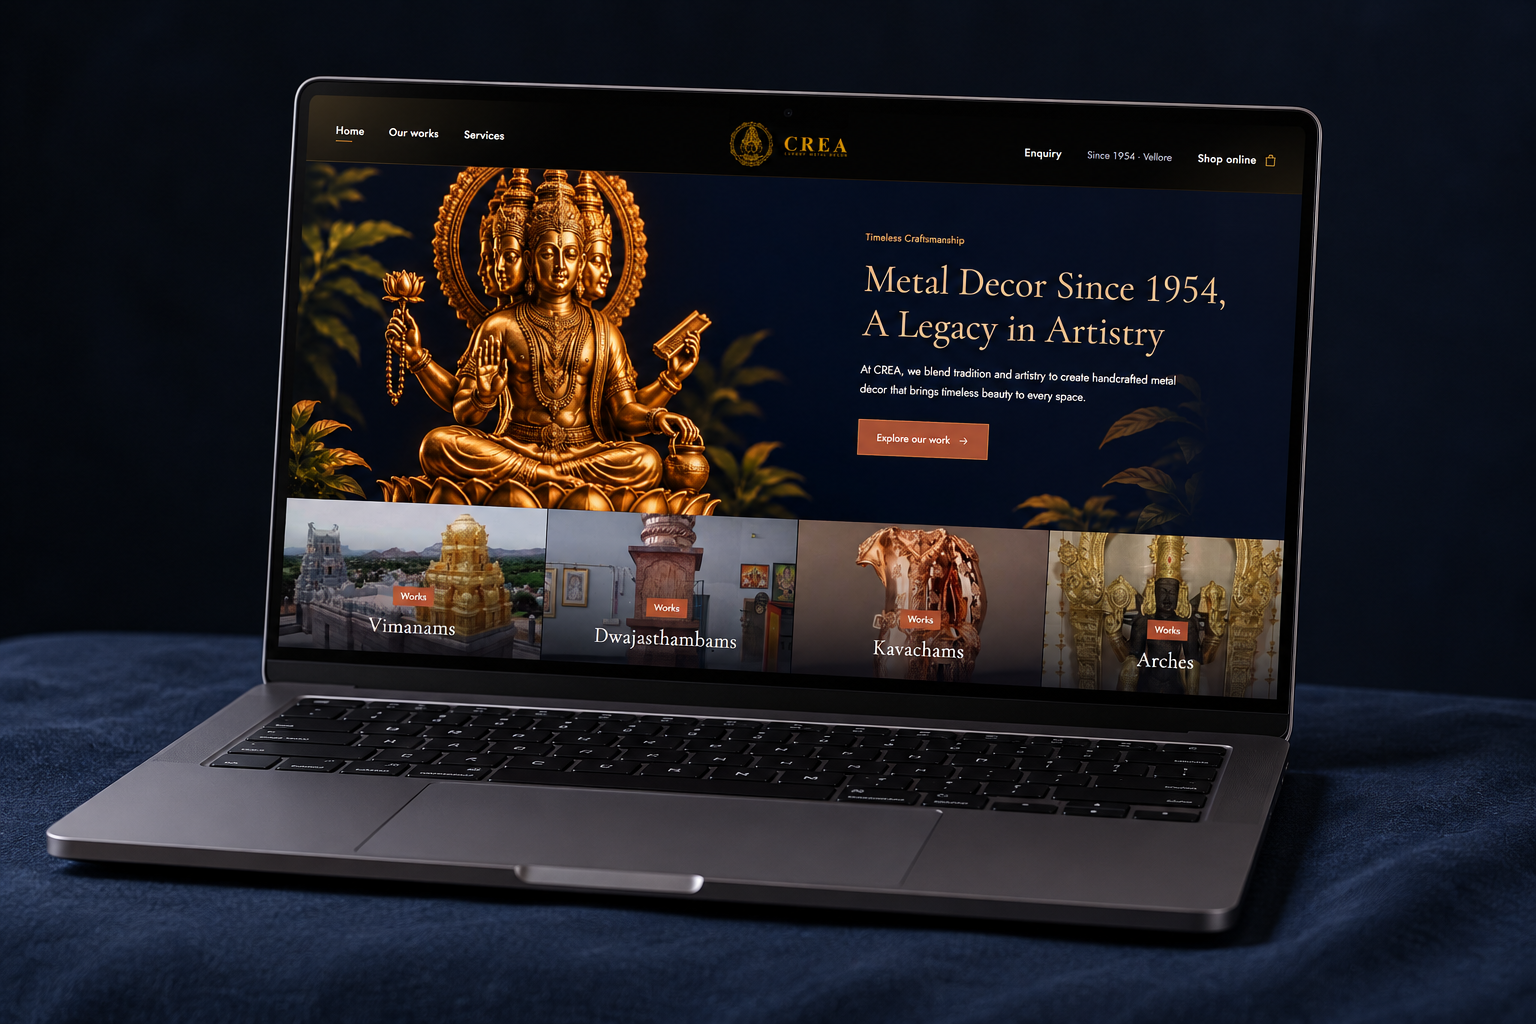 Home
Our works
Services
CREA
Enquiry
Since 1954 - Vellore
Shop online
Timeless Craftsmanship
Metal Decor Since 1954,
A Legacy in Artistry
At CREA, we blend tradition and artistry to create handcrafted metal
decor that brings timeless beauty to every space.
Explore our work →
Works
Vimanams
Works
Dwajasthambams
Works
Kavachams
Works
Arches